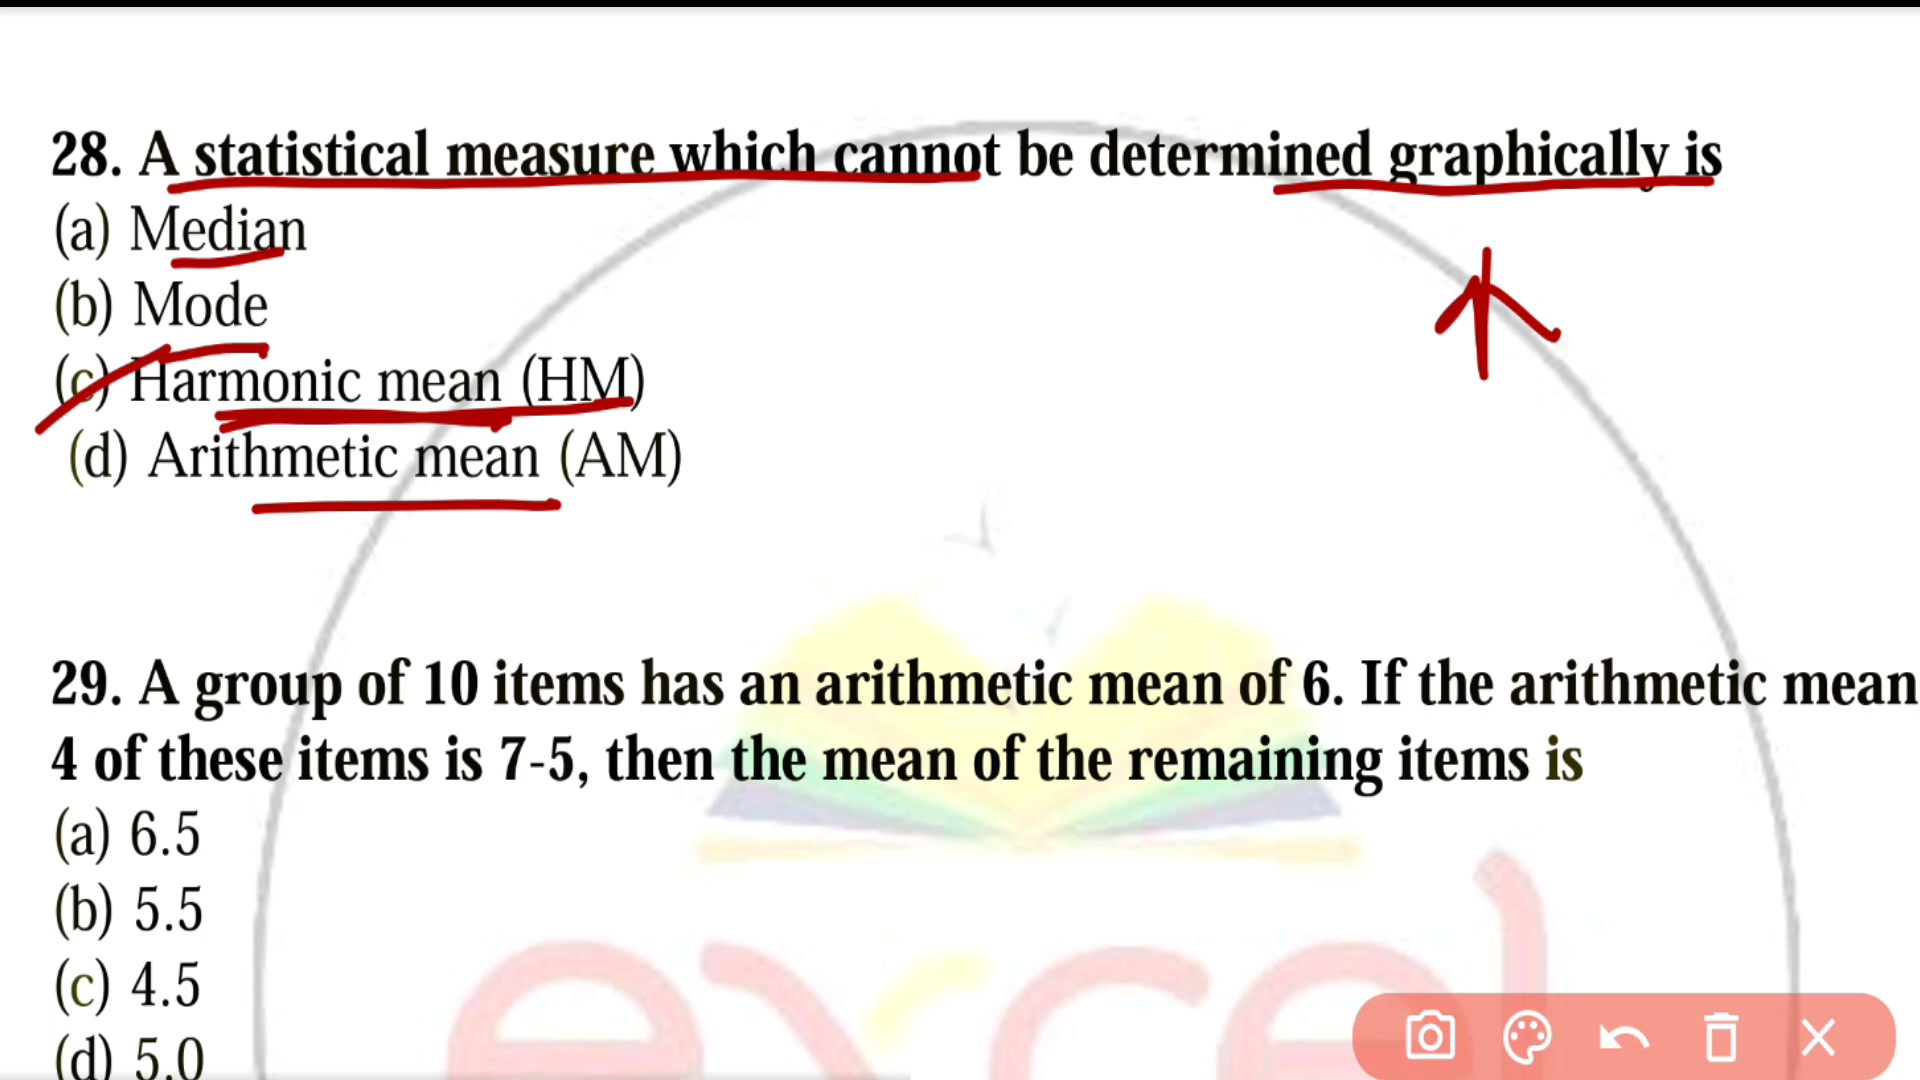 28. A statistical measure which cannot be determined graphically is
(a) Median
(b) Mode
(c) Harmonic mean (HM)
(d) Arithmetic mean (AM)
29. A group of 10 items has an arithmetic mean of 6. If the arithmetic mean
4 of these items is 7-5, then the mean of the remaining items is
(a) 6.5
(b) 5.5
(c) 4.5
(d) 5.0
excel